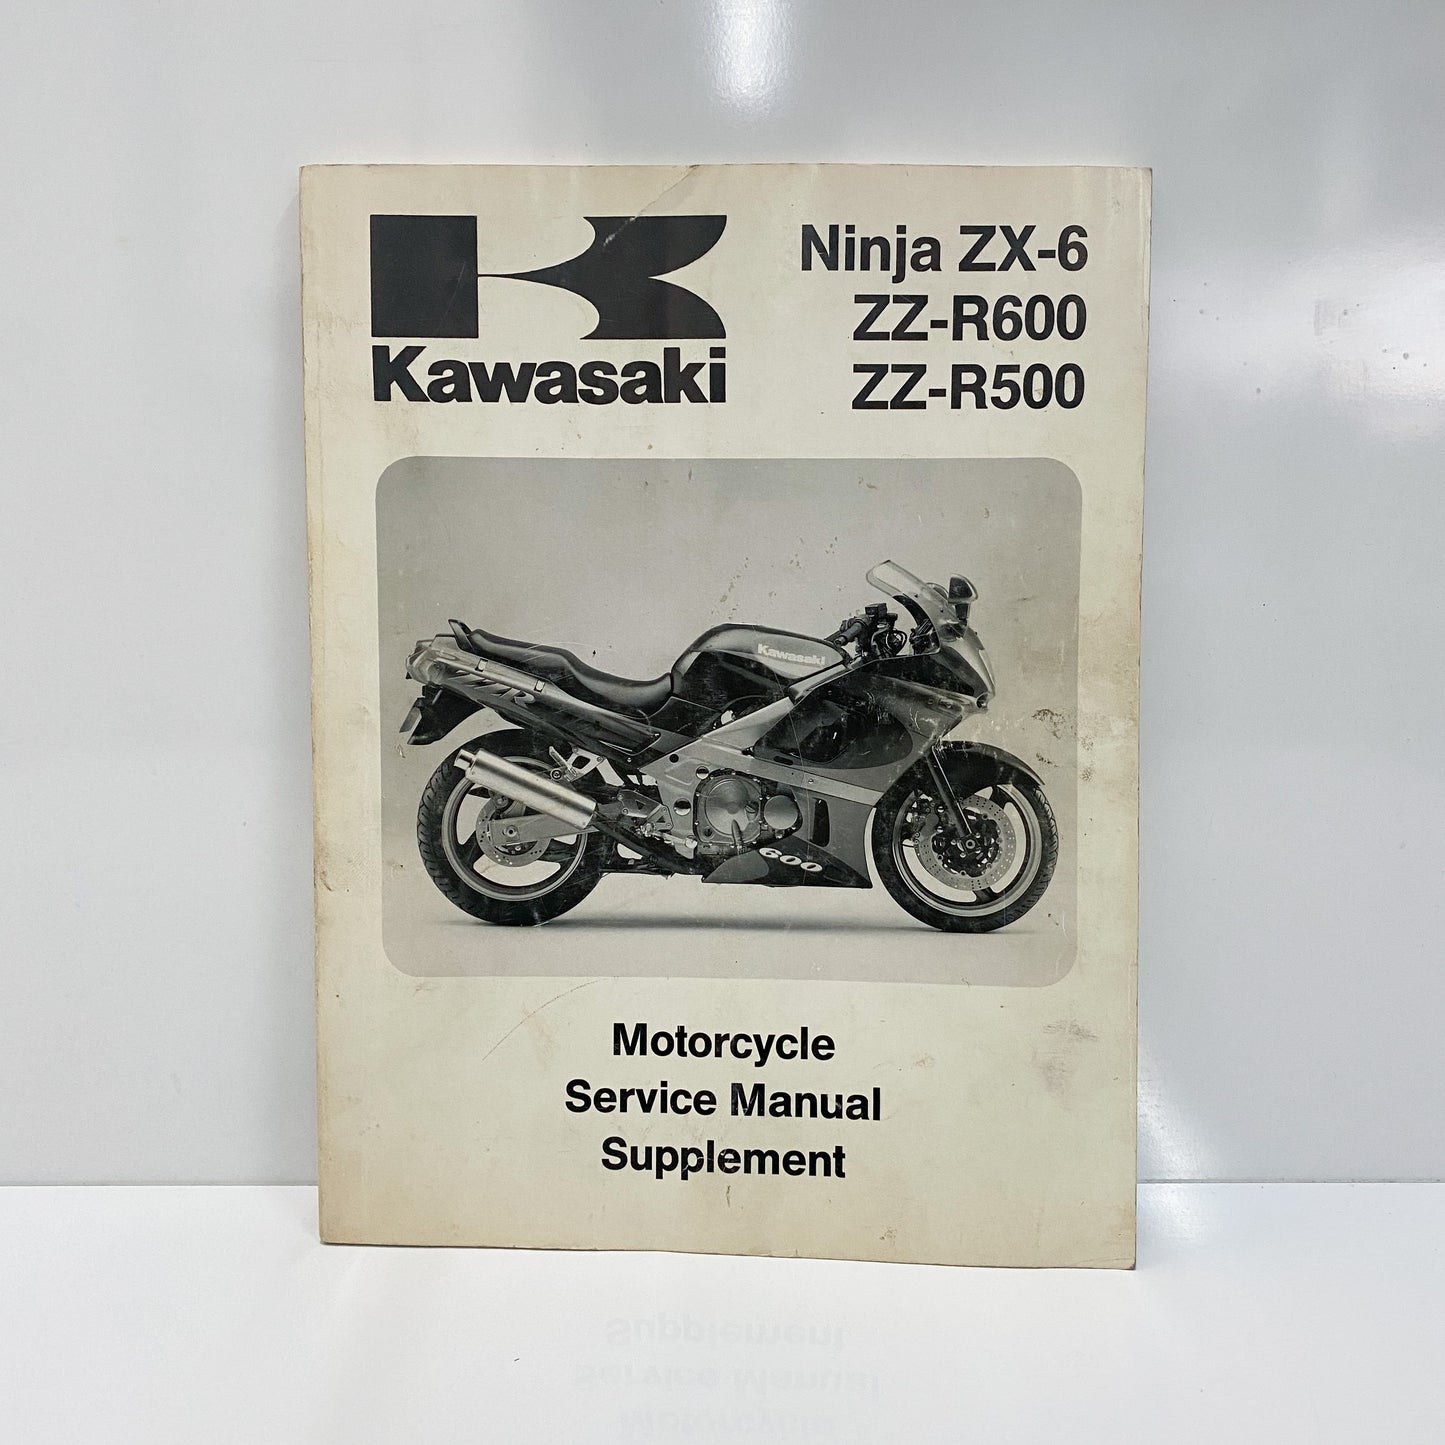 Kawasaki
Ninja ZX-6
ZZ-R600
ZZ-R500
Kawasaki
ZZR
600
Motorcycle
Service Manual
Supplement